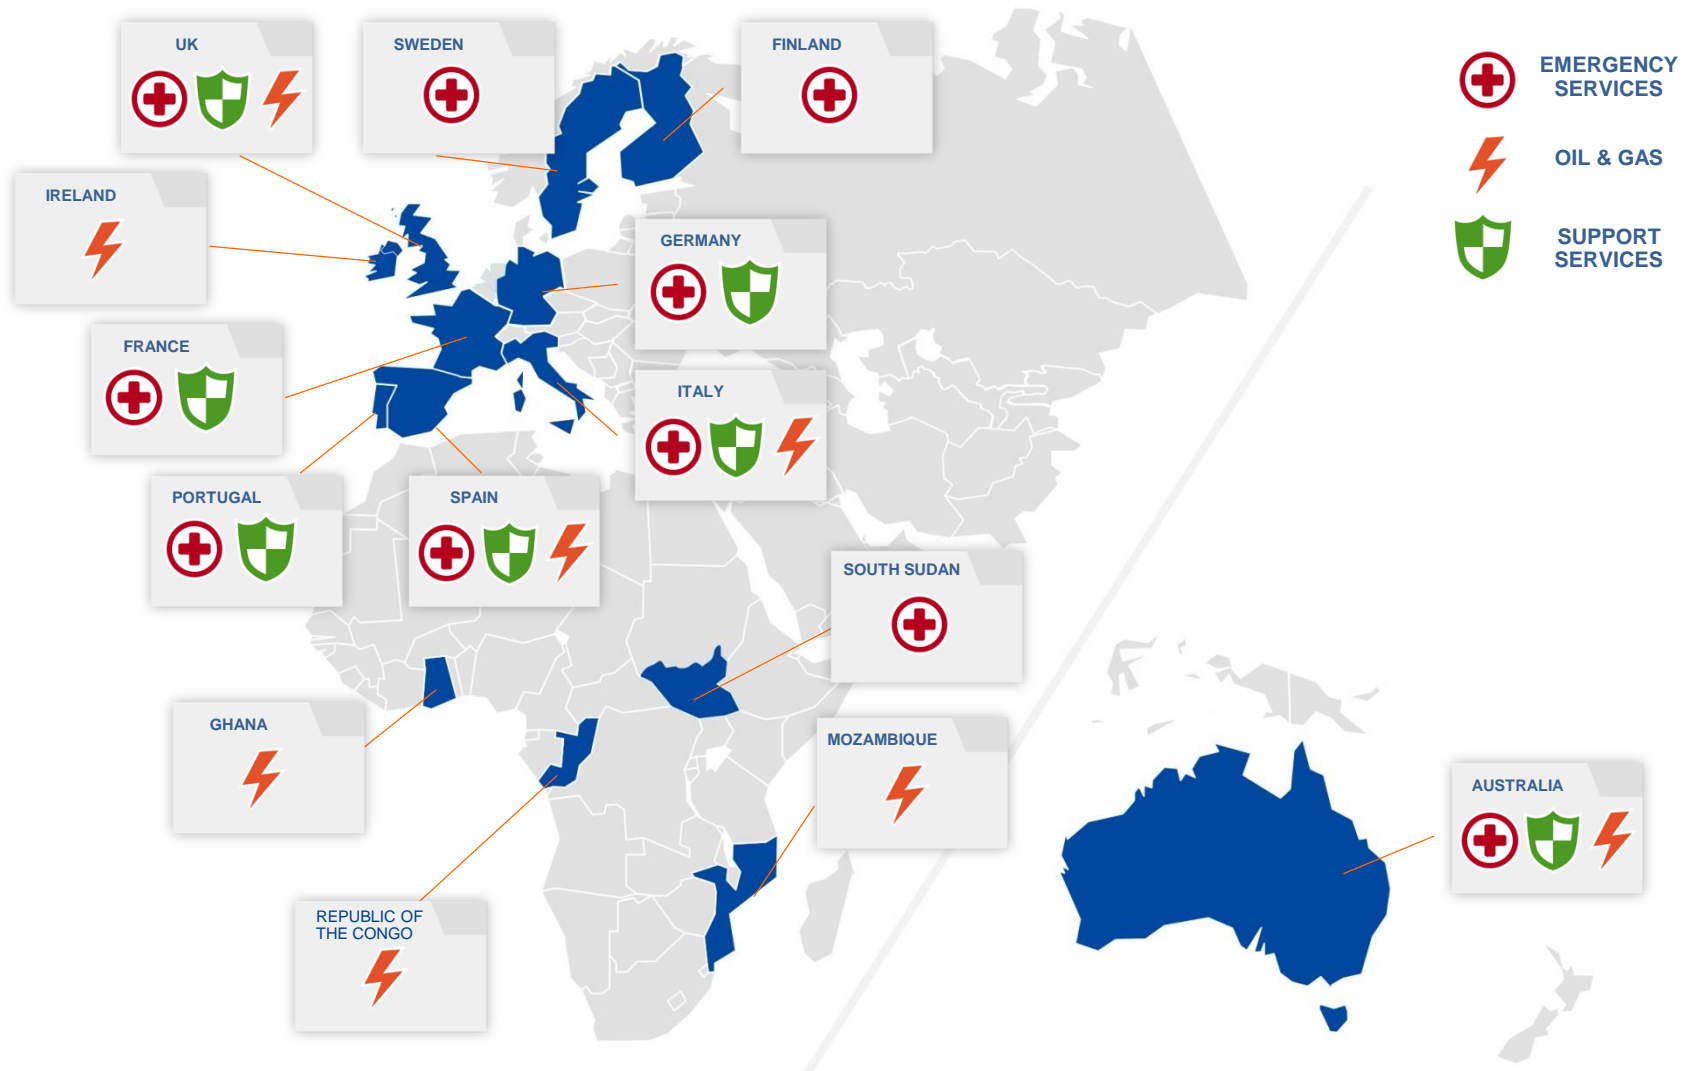 UK
SWEDEN
FINLAND
EMERGENCY
SERVICES
OIL & GAS
IRELAND
SUPPORT
SERVICES
GERMANY
FRANCE
ITALY
PORTUGAL
SPAIN
SOUTH SUDAN
GHANA
MOZAMBIQUE
AUSTRALIA
REPUBLIC OF
THE CONGO